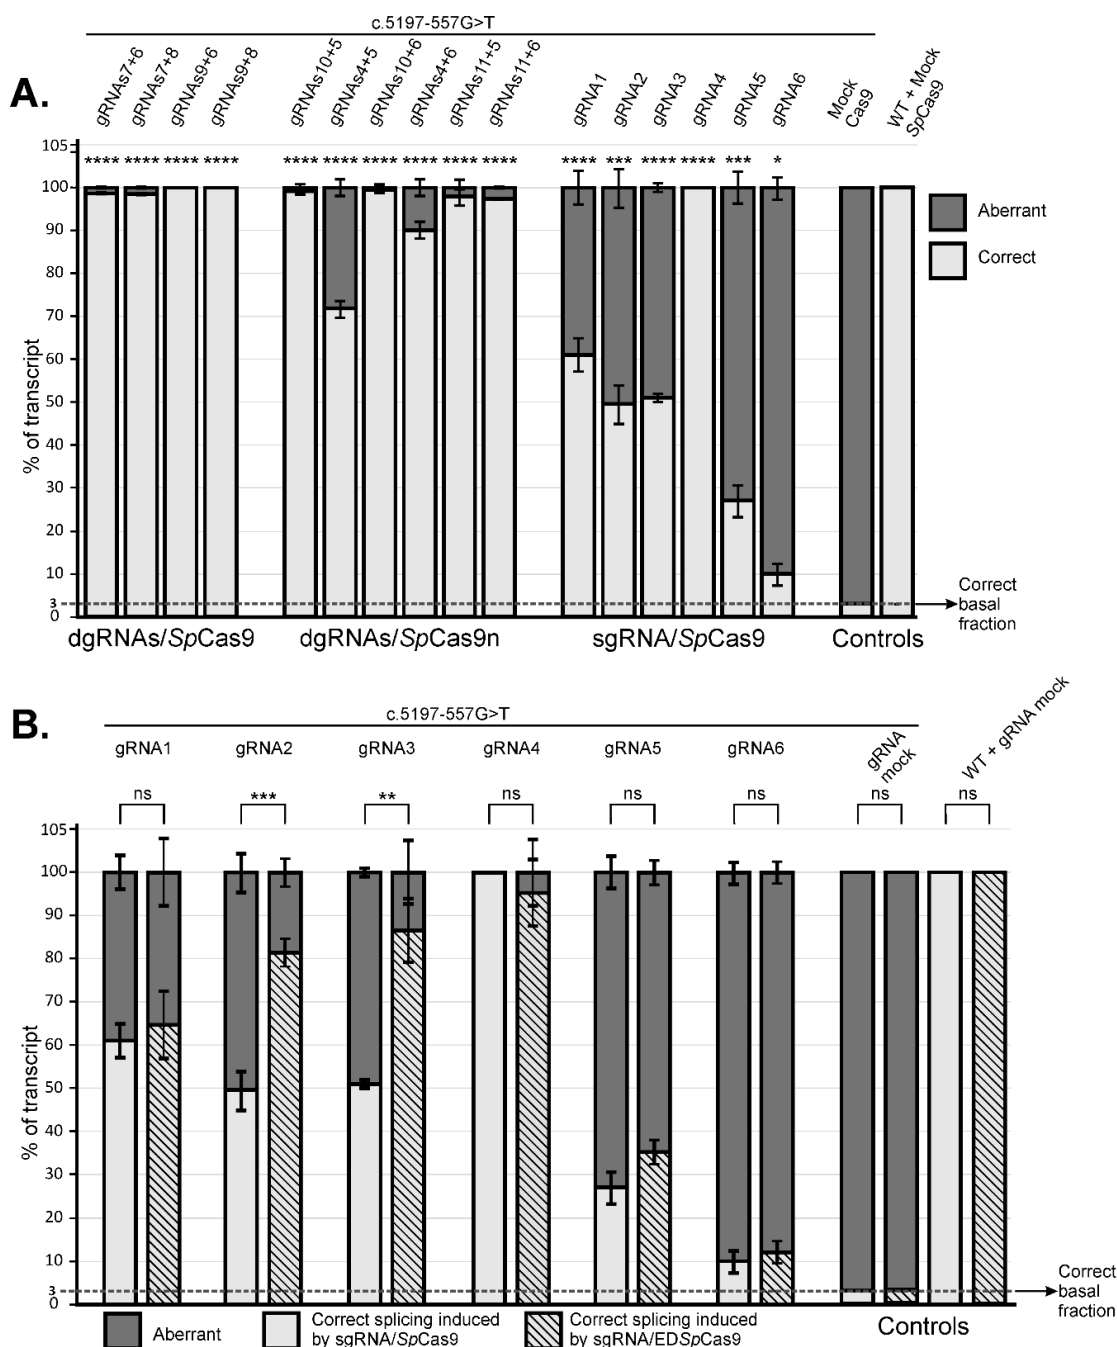 c.5197-557G>T
A.
gRNAs7+6
gRNAs7+8
gRNAs9+6
gRNAs9+8
gRNAs10+5
gRNAs4+5
gRNAs10+6
gRNAs4+6
gRNAs11+5
gRNAs11+6
gRNA1
gRNA2
gRNA3
gRNA4
gRNA5
gRNA6
Mock
Cas9
WT + Mock
SpCas9
**** **** **** **** **** **** **** **** **** **** **** *** **** **** *** *
105
100
90
80
70
60
50
40
30
20
10
3
0
% of transcript
Aberrant
Correct
Correct
basal
fraction
dgRNAs/SpCas9 dgRNAs/SpCas9n sgRNA/SpCas9 Controls
B.
c.5197-557G>T
gRNA1 gRNA2 gRNA3 gRNA4 gRNA5 gRNA6
gRNA
mock
WT + gRNA mock
ns *** ** ns ns ns ns ns
105
100
90
80
70
60
50
40
30
20
10
3
0
% of transcript
Correct
basal
fraction
Aberrant
Correct splicing induced
by sgRNA/SpCas9
Correct splicing induced
by sgRNA/EDSpCas9
Controls